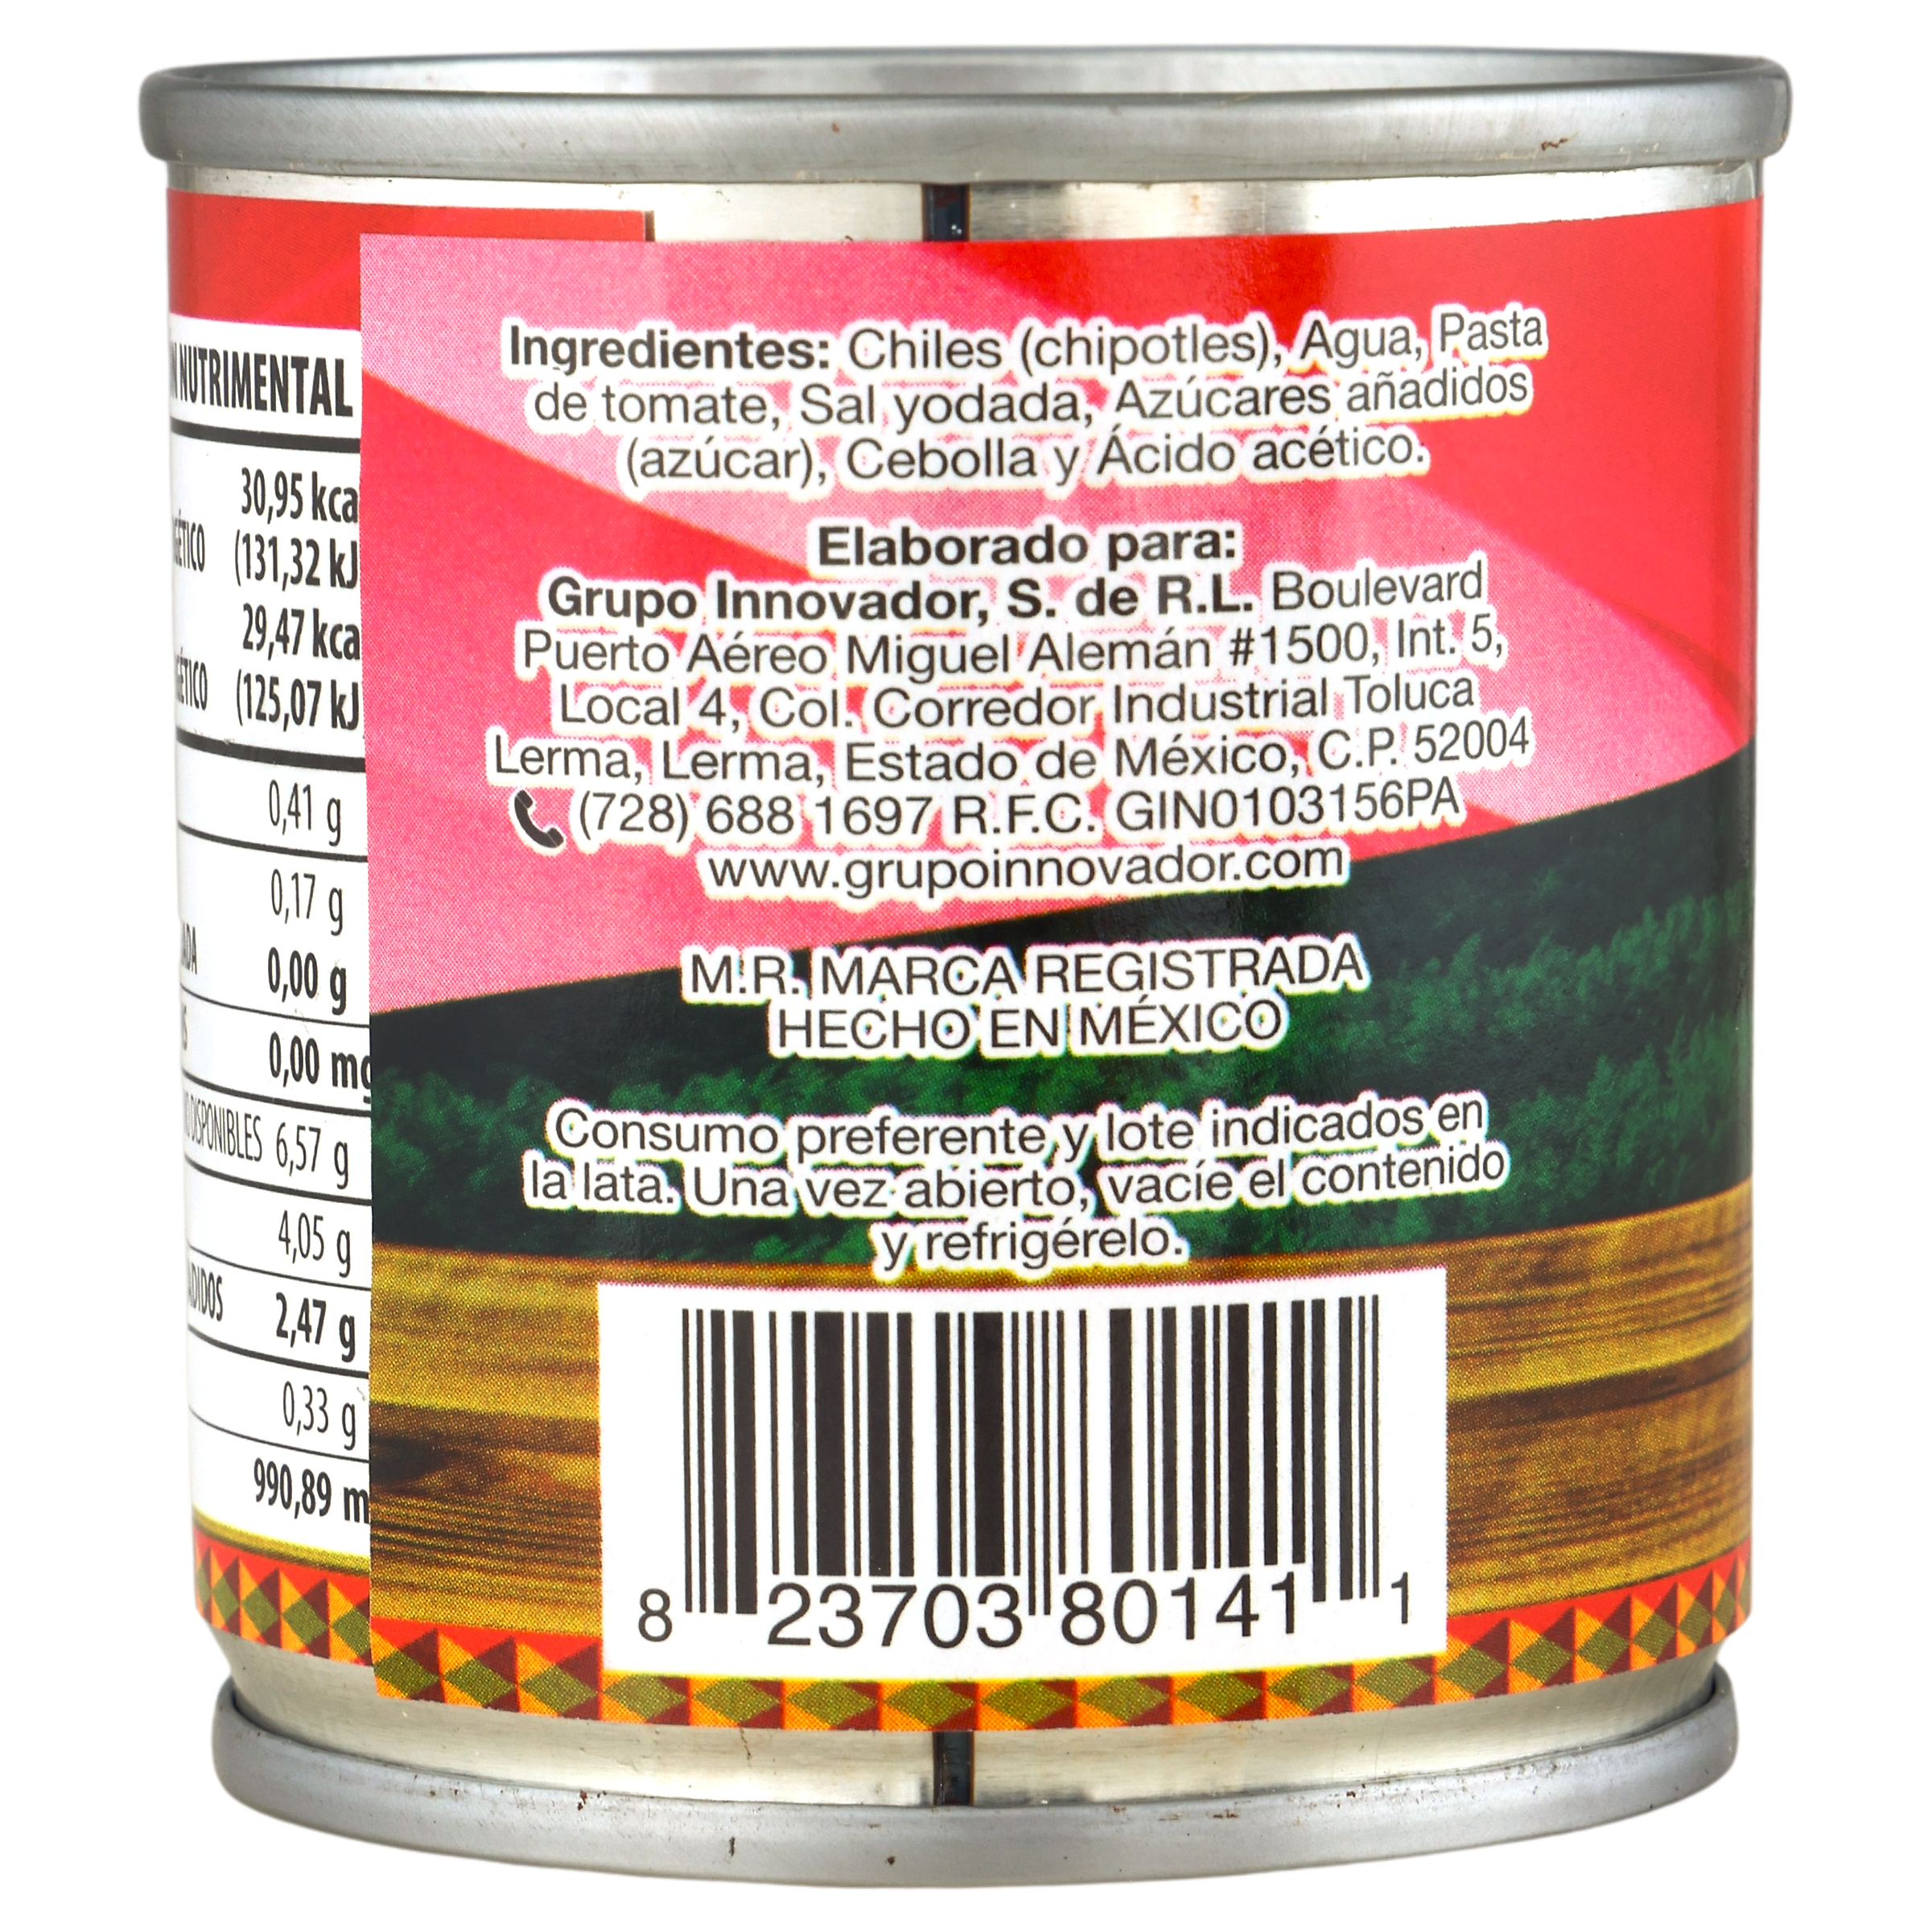 NUTRIMENTAL
30,95 kca
(131,32 kJ
29,47 kca
(125,07 kJ
0,41 g
0,17 g
0,00 g
0,00 mg
DISPONIBLES 6,57 g
4,05 g
2,47 g
0,33 g
990,89 m
Ingredientes: Chiles (chipotles), Agua, Pasta
de tomate, Sal yodada, Azúcares añadidos
(azúcar), Cebolla y Ácido acético.
Elaborado para:
Grupo Innovador, S. de R.L. Boulevard
Puerto Aéreo Miguel Alemán #1500, Int. 5,
Local 4, Col. Corredor Industrial Toluca
Lerma, Lerma, Estado de México, C.P. 52004
(728) 688 1697 R.F.C. GIN0103156PA
www.grupoinnovador.com
M.R. MARCA REGISTRADA
HECHO EN MÉXICO
Consumo preferente y lote indicados en
la lata. Una vez abierto, vacíe el contenido
y refrigérelo.
8 23703 80141 1